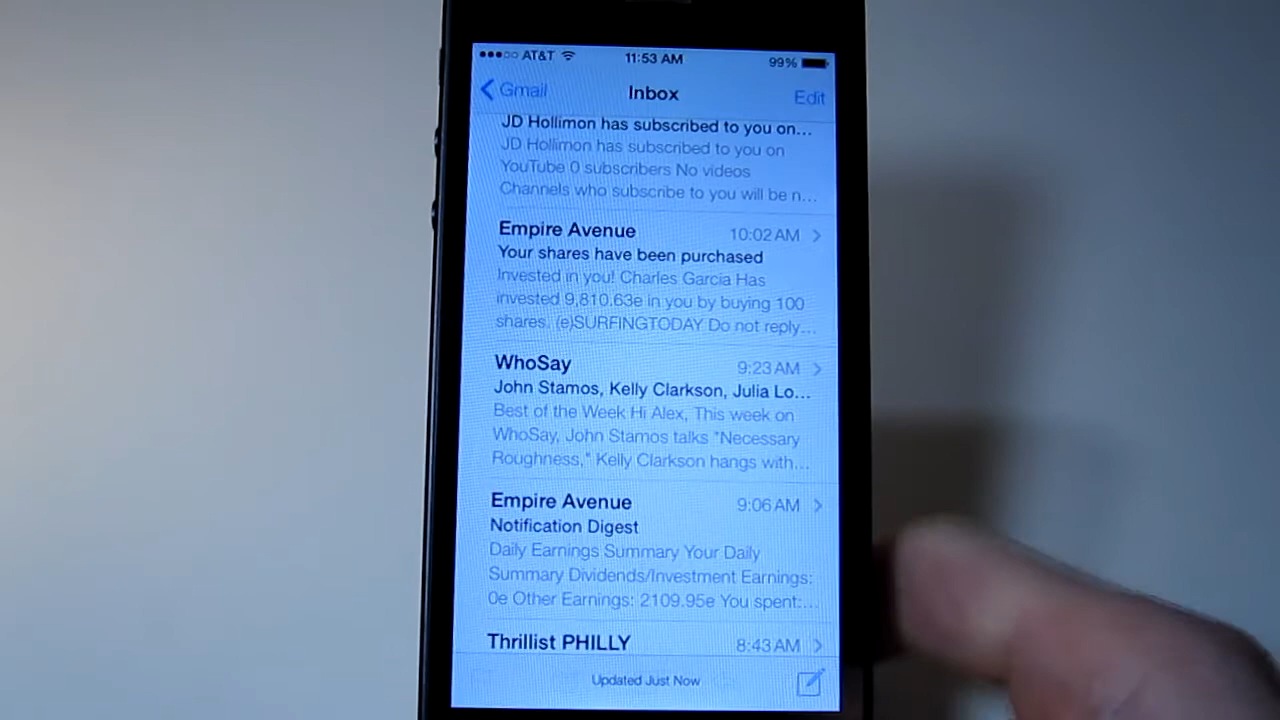 AT&T 11:53 AM 99%
Gmail Inbox Edit
JD Hollimon has subscribed to you on...
JD Hollimon has subscribed to you on
YouTube 0 subscribers No videos
Channels who subscribe to you will be n...
Empire Avenue 10:02 AM
Your shares have been purchased
Invested in you! Charles Garcia Has
invested 9,810.63e in you by buying 100
shares. (e)SURFINGTODAY Do not reply...
WhoSay 9:23 AM
John Stamos, Kelly Clarkson, Julia Lo...
Best of the Week Hi Alex, This week on
WhoSay, John Stamos talks "Necessary
Roughness," Kelly Clarkson hangs with...
Empire Avenue 9:06 AM
Notification Digest
Daily Earnings Summary Your Daily
Summary Dividends/Investment Earnings:
0e Other Earnings: 2109.95e You spent:...
Thrillist PHILLY 8:43 AM
Updated Just Now